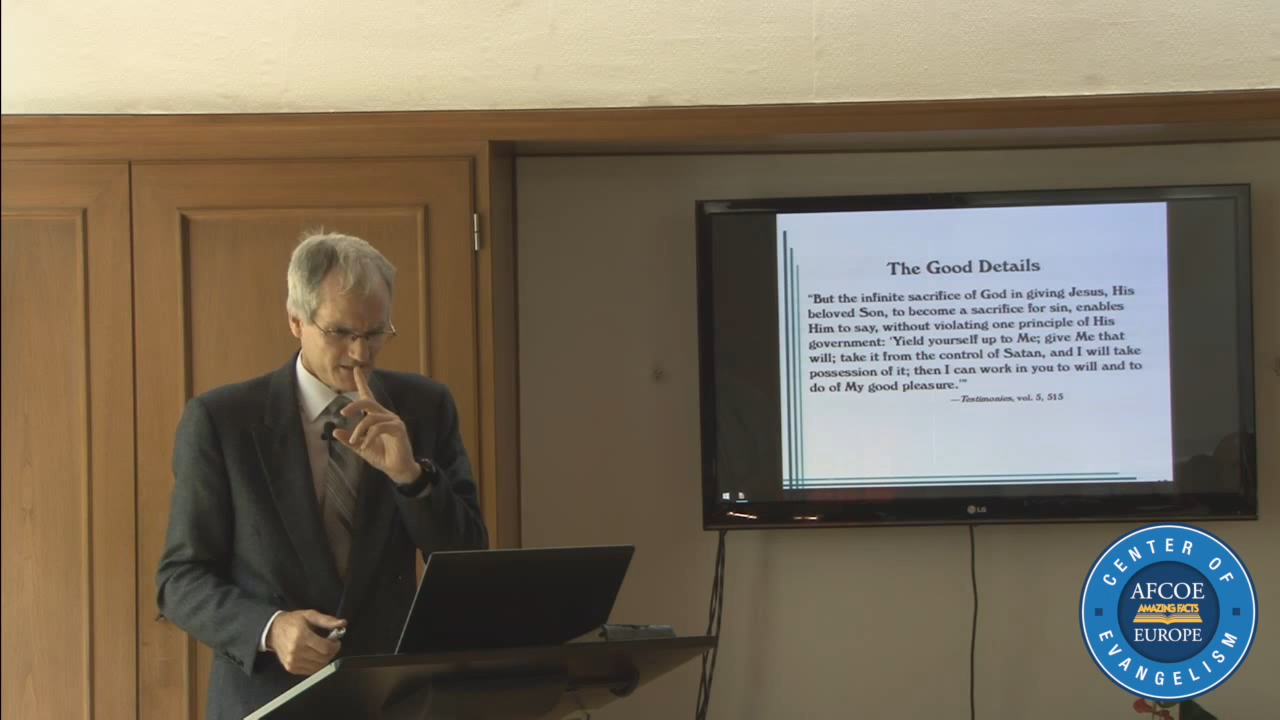 The Good Details
"But the infinite sacrifice of God in giving Jesus, His
beloved Son, to become a sacrifice for sin, enables
Him to say, without violating one principle of His
government: 'Yield yourself up to Me; give Me that
will; take it from the control of Satan, and I will take
possession of it; then I can work in you to will and to
do of My good pleasure.'"
—Testimonies, vol. 5, 515
LG
CENTER OF
AFCOE
AMAZING FACTS
EUROPE
EVANGELISM